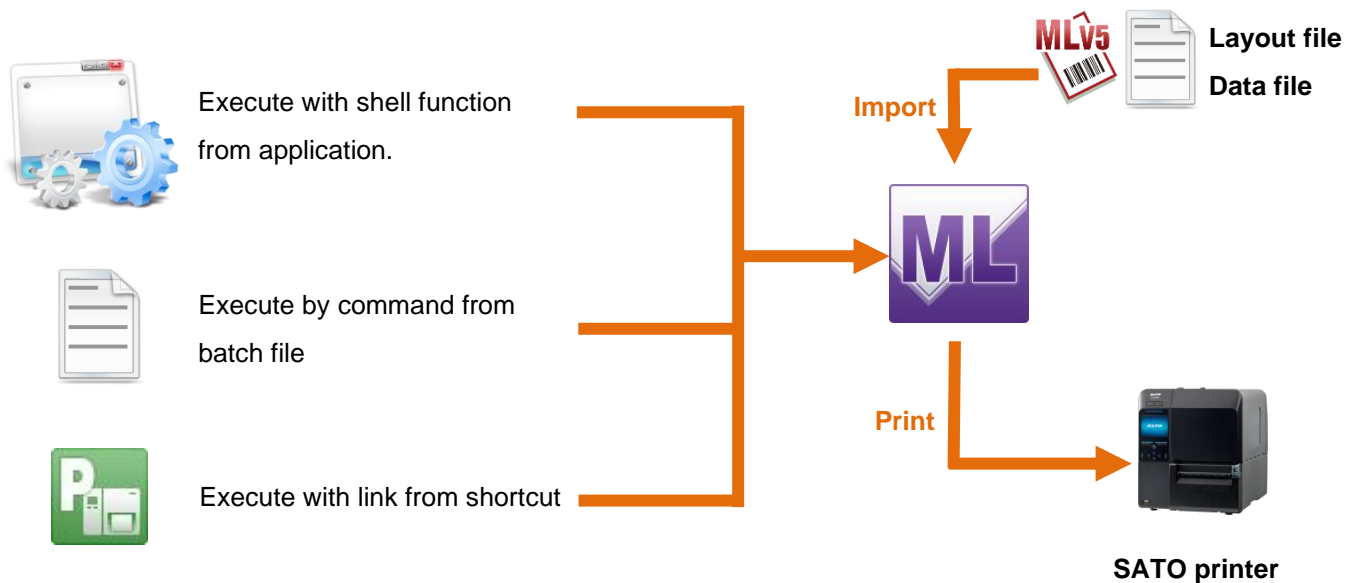 MLV5
Layout file
Data file
Execute with shell function
from application.
Import
ML
Execute by command from
batch file
Print
P
Execute with link from shortcut
SATO printer